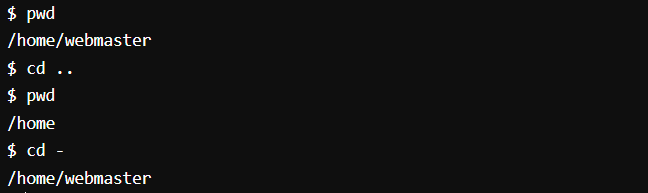 $ pwd
/home/webmaster
$ cd ..
$ pwd
/home
$ cd -
/home/webmaster